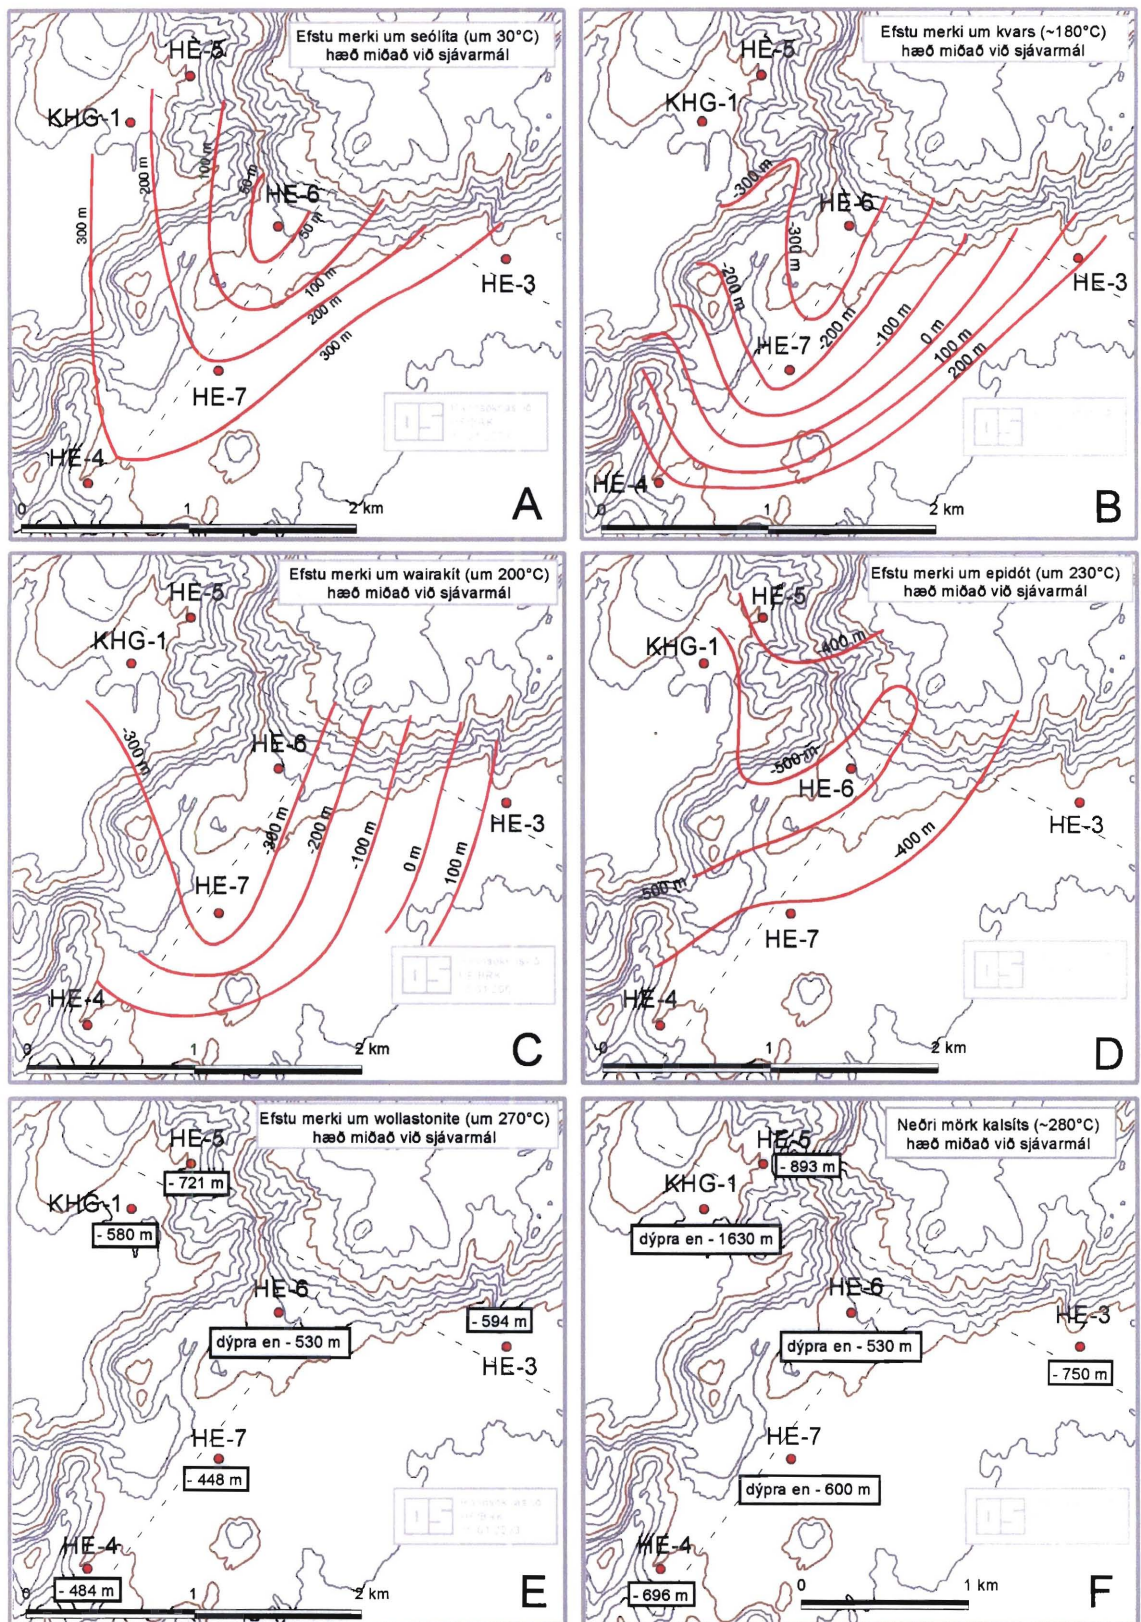 Efstu merki um seólíta (um 30°C)
hæð miðað við sjávarmál
HE-5
KHG-1
300 m
200 m
100 m
50 m
HE-6
50 m
100 m
200 m
300 m
HE-3
HE-7
HE-4
0 1 2 km
A
Efstu merki um kvars (~180°C)
hæð miðað við sjávarmál
HE-5
KHG-1
-300 m
HE-6
-300 m
-200 m
HE-3
-200 m
-100 m
0 m
100 m
200 m
HE-7
HE-4
0 1 2 km
B
Efstu merki um wairakít (um 200°C)
hæð miðað við sjávarmál
HE-5
KHG-1
-300 m
HE-6
-300 m
-200 m
-100 m
0 m
100 m
HE-3
HE-7
HE-4
0 1 2 km
C
Efstu merki um epidót (um 230°C)
hæð miðað við sjávarmál
HE-5
-400 m
KHG-1
-500 m
HE-6
HE-3
-400 m
-500 m
HE-7
HE-4
0 1 2 km
D
Efstu merki um wollastonite (um 270°C)
hæð miðað við sjávarmál
HE-5
- 721 m
KHG-1
- 580 m
HE-6
dýpra en - 530 m
- 594 m
HE-3
HE-7
- 448 m
HE-4
- 484 m
0 1 2 km
E
Neðri mörk kalsíts (~280°C)
hæð miðað við sjávarmál
HE-5
- 893 m
KHG-1
dýpra en - 1630 m
HE-6
dýpra en - 530 m
HE-3
- 750 m
HE-7
dýpra en - 600 m
HE-4
- 696 m
0 1 km
F